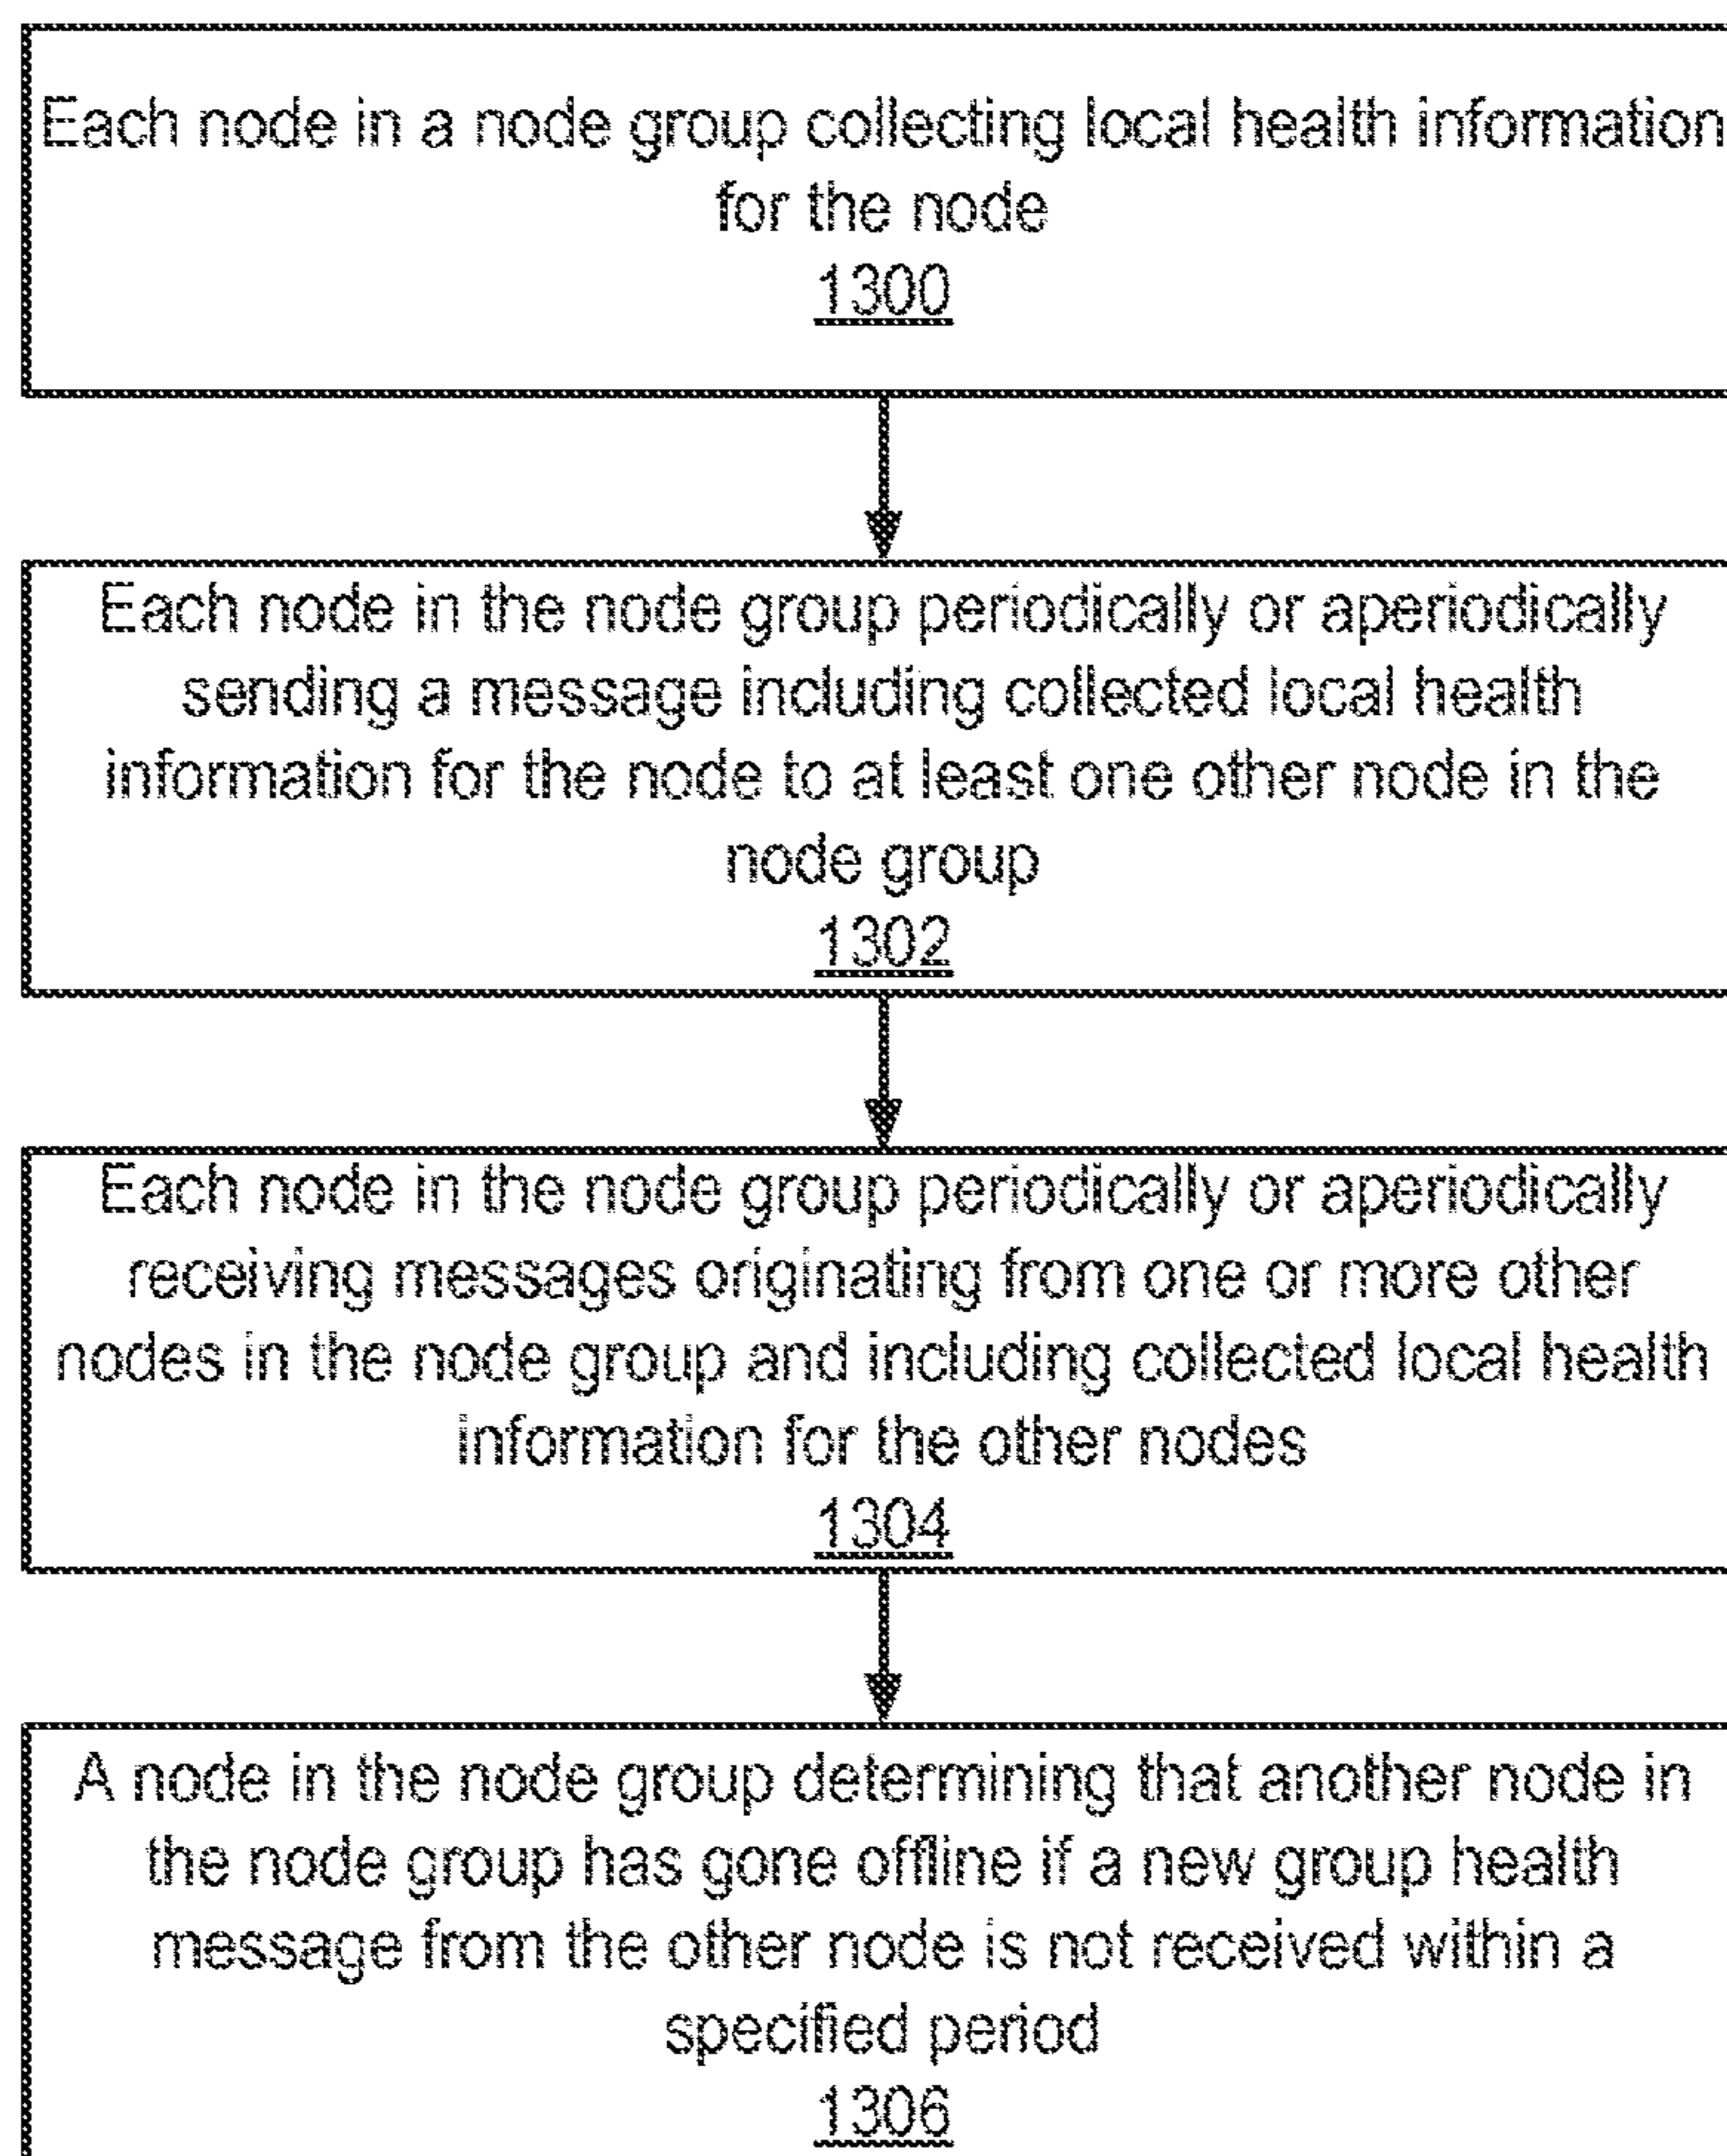 Each node in a node group collecting local health information
for the node
1300
Each node in the node group periodically or aperiodically
sending a message including collected local health
information for the node to at least one other node in the
node group
1302
Each node in the node group periodically or aperiodically
receiving messages originating from one or more other
nodes in the node group and including collected local health
information for the other nodes
1304
A node in the node group determining that another node in
the node group has gone offline if a new group health
message from the other node is not received within a
specified period
1306